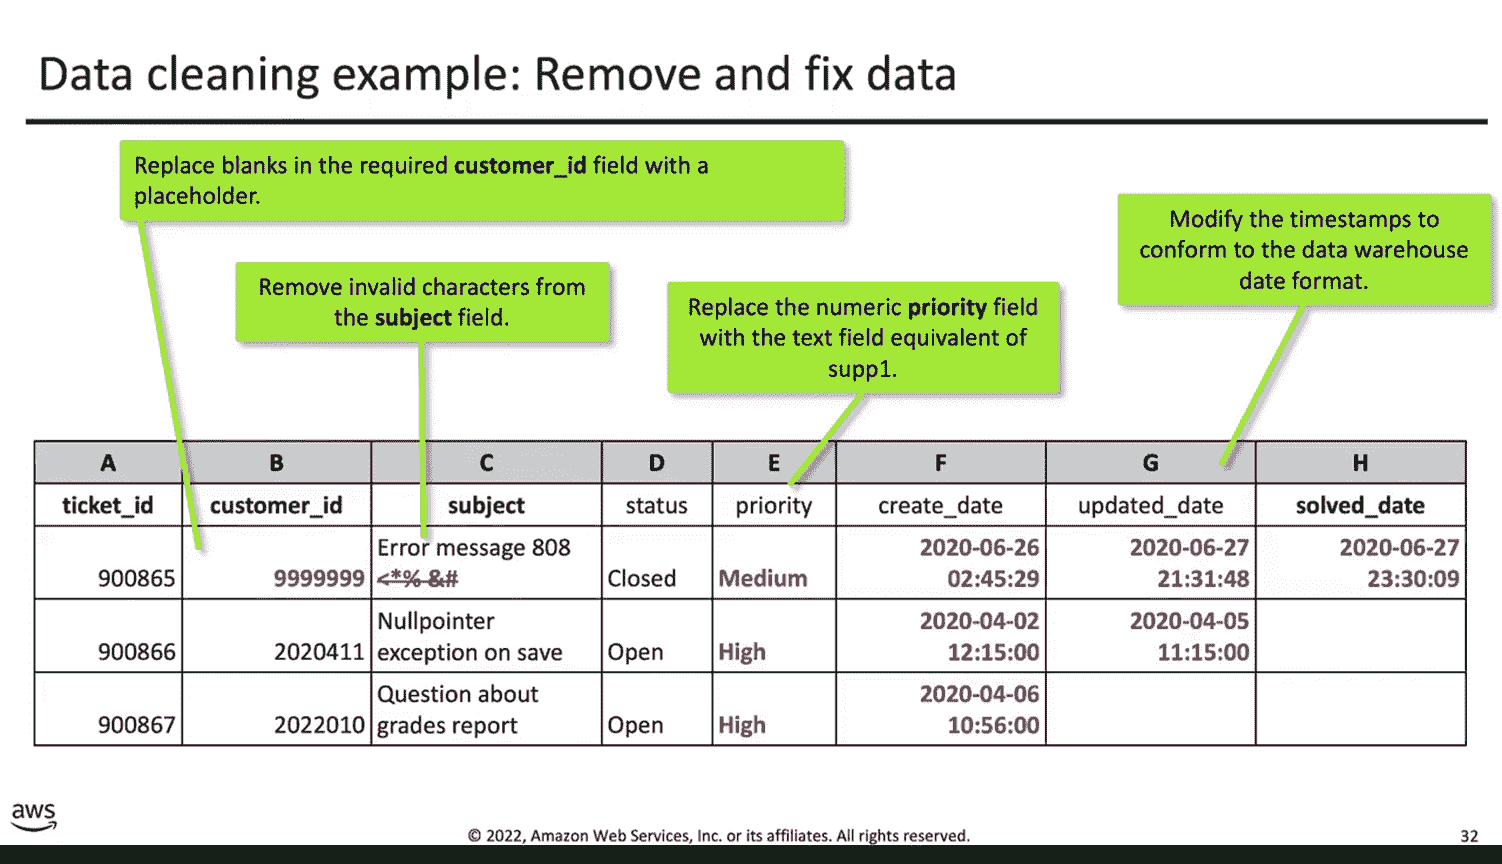 Data cleaning example: Remove and fix data
Replace blanks in the required customer_id field with a
placeholder.
Modify the timestamps to
conform to the data warehouse
date format.
Remove invalid characters from
the subject field.
Replace the numeric priority field
with the text field equivalent of
supp1.
A B C D E F G H
ticket_id customer_id subject status priority create_date updated_date solved_date
Error message 808 2020-06-26 2020-06-27 2020-06-27
900865 9999999 <*% &# Closed Medium 02:45:29 21:31:48 23:30:09
Nullpointer 2020-04-02 2020-04-05
900866 2020411 exception on save Open High 12:15:00 11:15:00
Question about 2020-04-06
900867 2022010 grades report Open High 10:56:00
aws
© 2022, Amazon Web Services, Inc. or its affiliates. All rights reserved.
32